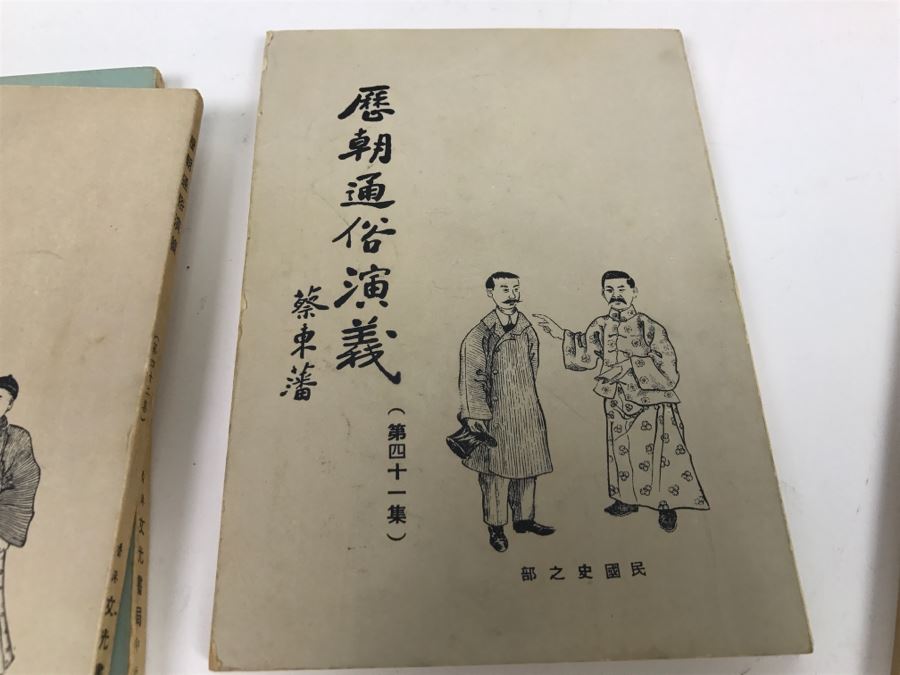 歷朝通俗演義
蔡東藩
(第四十一集)
民國史之部
文光書